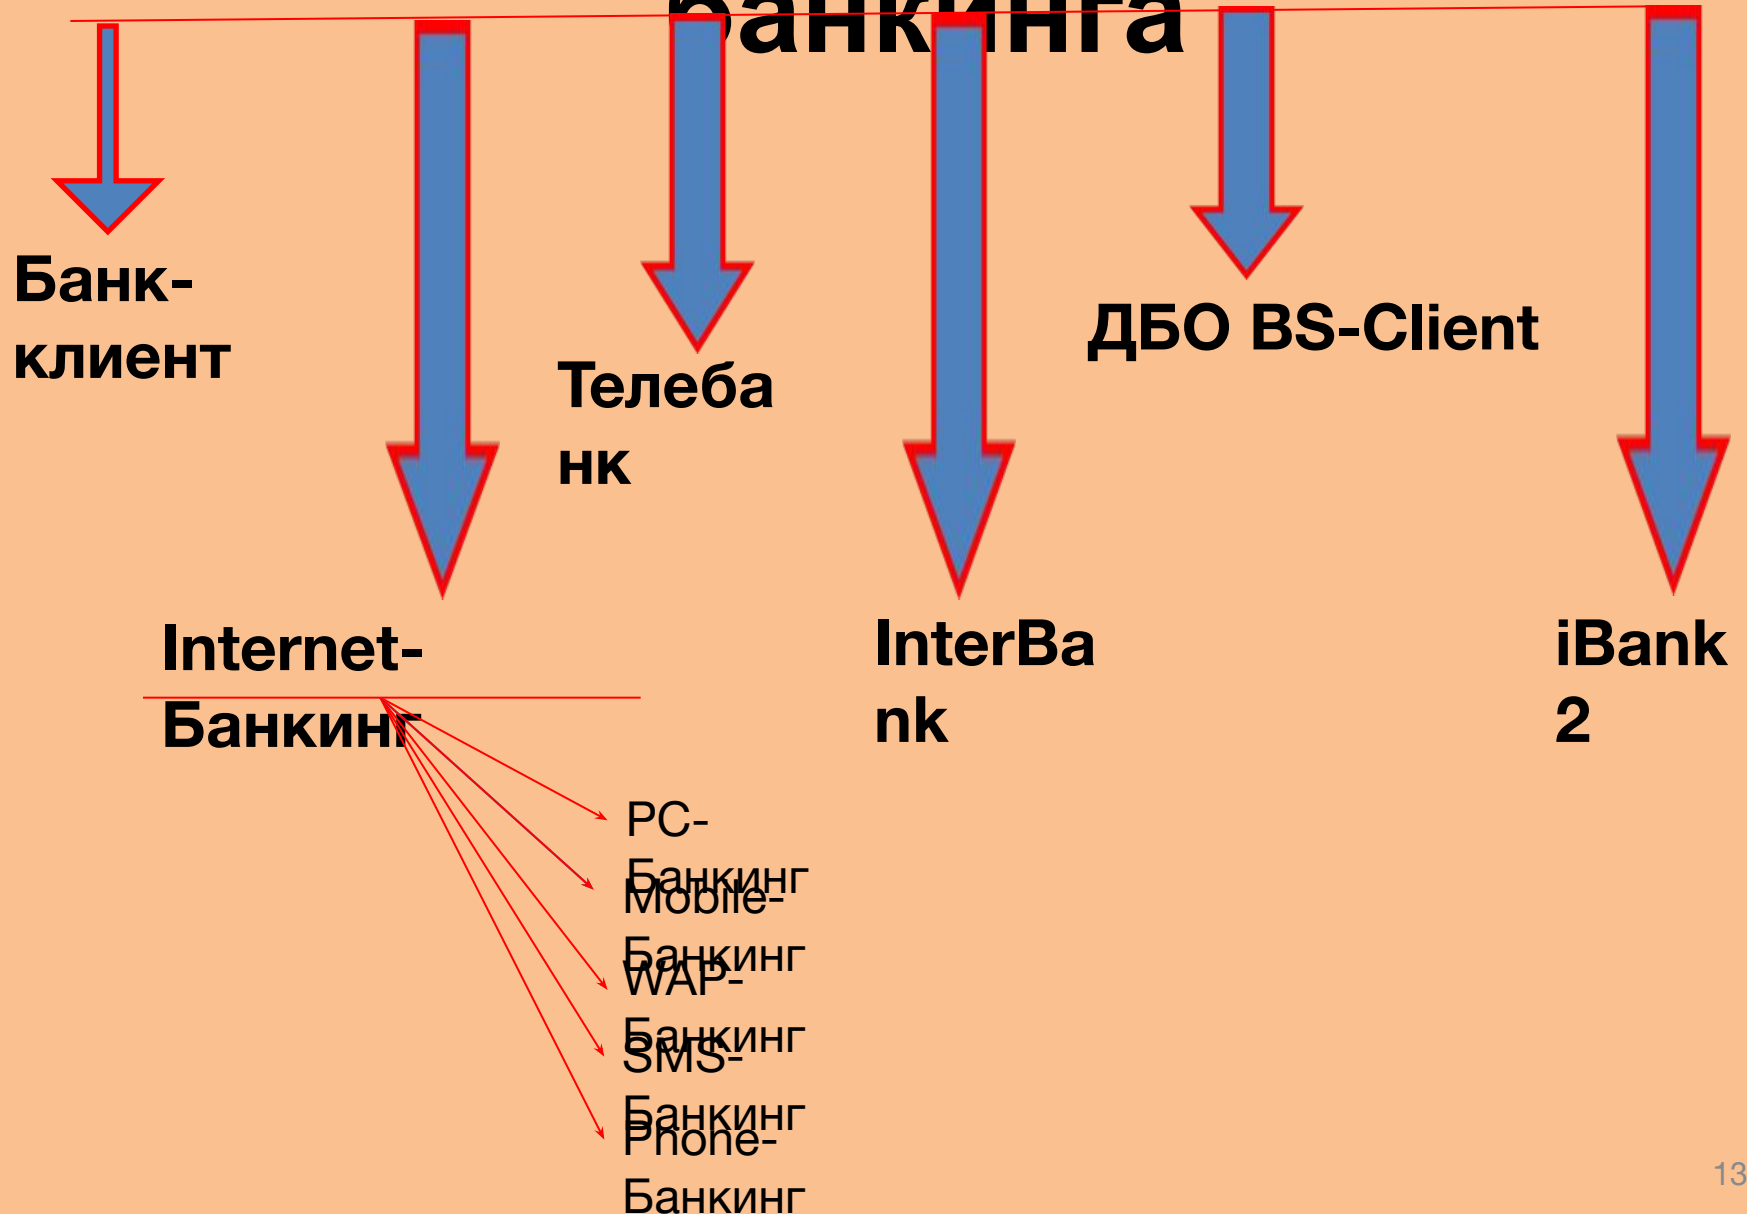 банкинга
Банк-
клиент
ДБО BS-Client
Телеба
нк
Internet-
Банкинг
InterBa
nk
iBank
2
PC-
Банкинг
Mobile-
Банкинг
WAP-
Банкинг
SMS-
Банкинг
Phone-
Банкинг
13